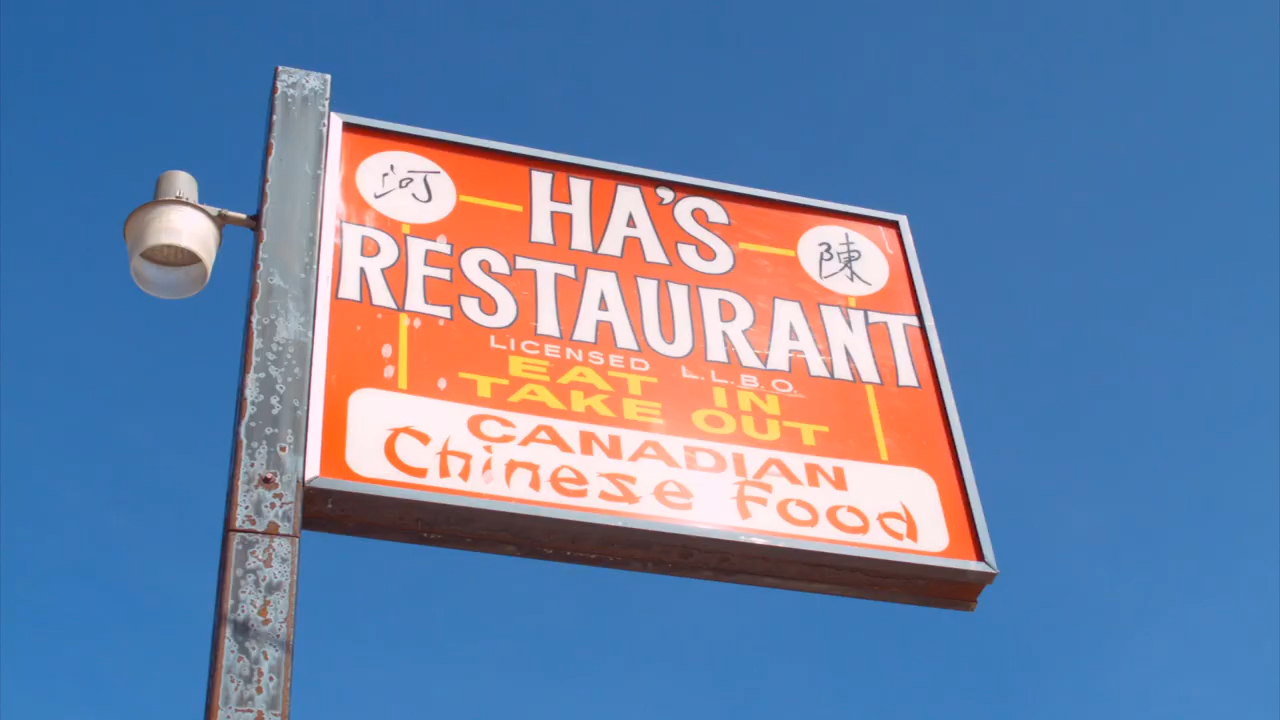 河
HA'S
陳
RESTAURANT
LICENSED L.L.B.O.
EAT IN
TAKE OUT
CANADIAN
Chinese Food